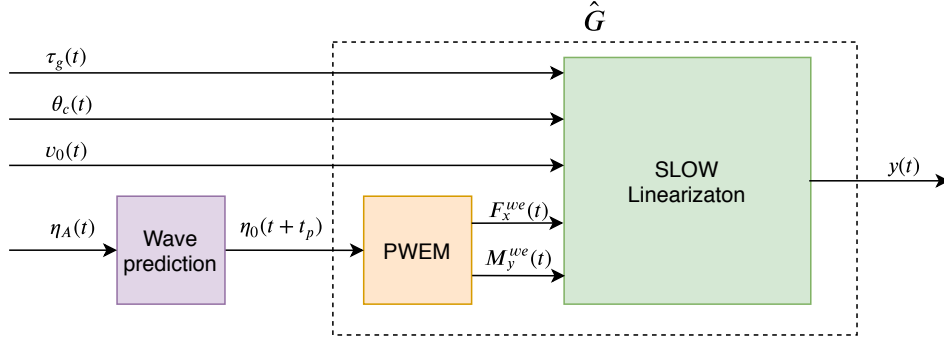 Ĝ
τ_g(t)
θ_c(t)
v_0(t)
SLOW
Linearizaton
y(t)
η_A(t)
Wave
prediction
η_0(t + t_p)
PWEM
F_x^{we}(t)
M_y^{we}(t)